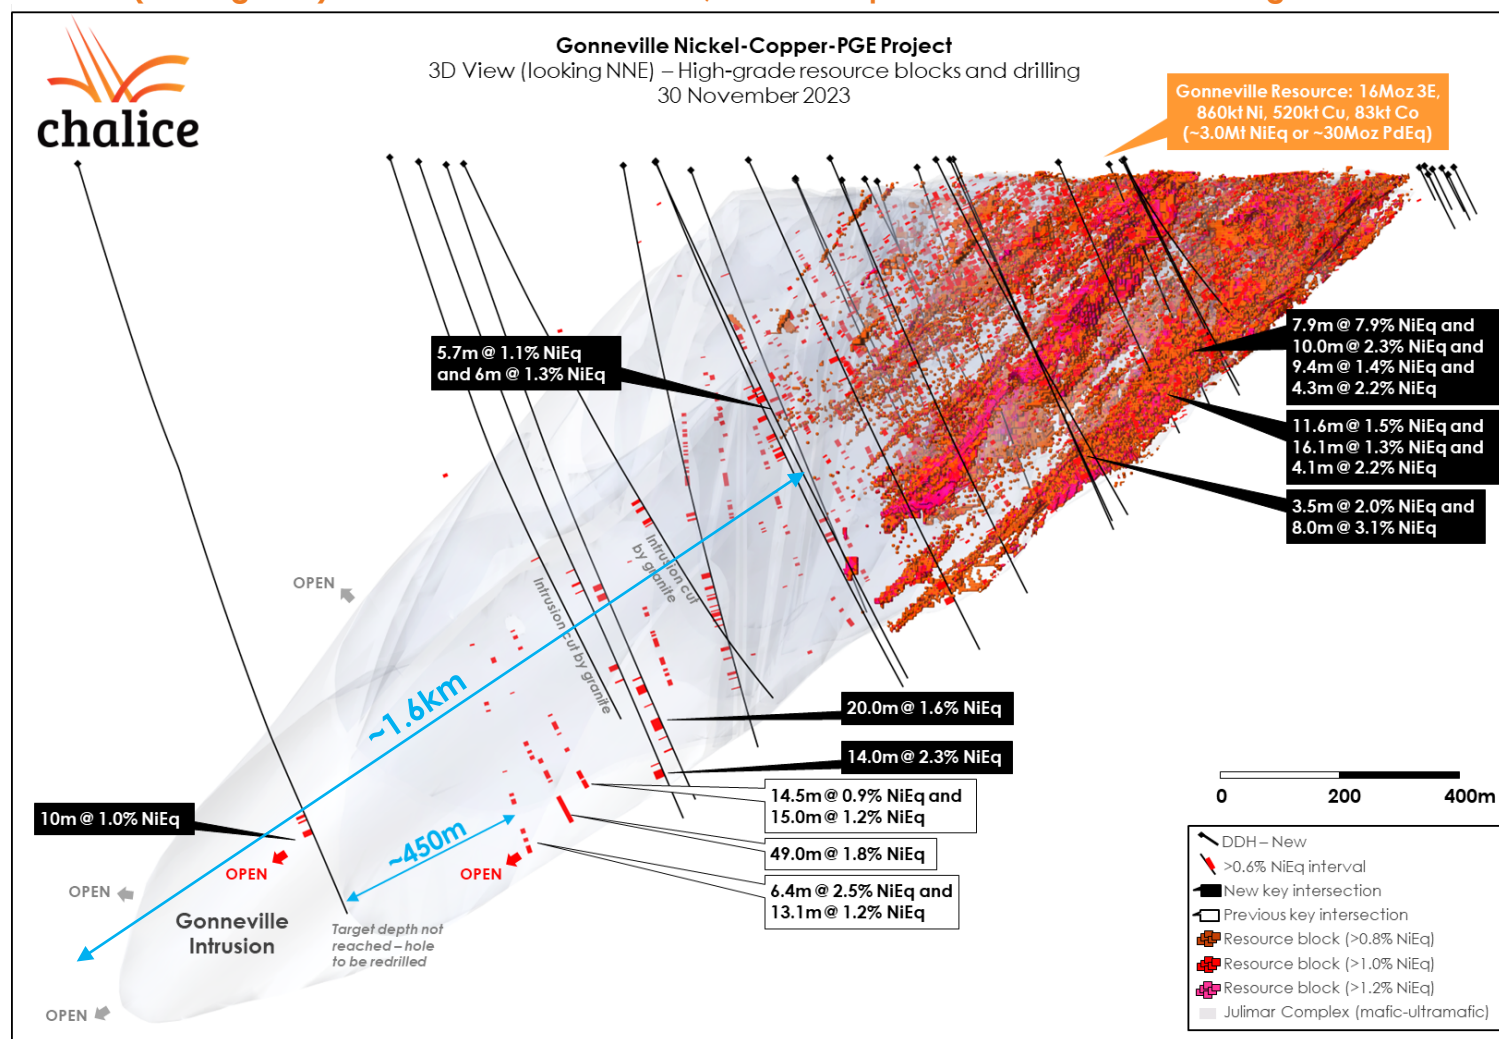 chalice
Gonneville Nickel-Copper-PGE Project
3D View (looking NNE) – High-grade resource blocks and drilling
30 November 2023
Gonneville Resource: 16Moz 3E,
860kt Ni, 520kt Cu, 83kt Co
(~3.0Mt NiEq or ~30Moz PdEq)
5.7m @ 1.1% NiEq
and 6m @ 1.3% NiEq
7.9m @ 7.9% NiEq and
10.0m @ 2.3% NiEq and
9.4m @ 1.4% NiEq and
4.3m @ 2.2% NiEq
11.6m @ 1.5% NiEq and
16.1m @ 1.3% NiEq and
4.1m @ 2.2% NiEq
3.5m @ 2.0% NiEq and
8.0m @ 3.1% NiEq
OPEN
Intrusion cut
by granite
Intrusion cut by granite
~1.6km
20.0m @ 1.6% NiEq
14.0m @ 2.3% NiEq
14.5m @ 0.9% NiEq and
15.0m @ 1.2% NiEq
49.0m @ 1.8% NiEq
6.4m @ 2.5% NiEq and
13.1m @ 1.2% NiEq
10m @ 1.0% NiEq
~450m
OPEN
OPEN
OPEN
Gonneville
Intrusion
Target depth not
reached – hole
to be redrilled
OPEN
0 200 400m
DDH – New
>0.6% NiEq interval
New key intersection
Previous key intersection
Resource block (>0.8% NiEq)
Resource block (>1.0% NiEq)
Resource block (>1.2% NiEq)
Julimar Complex (mafic-ultramafic)